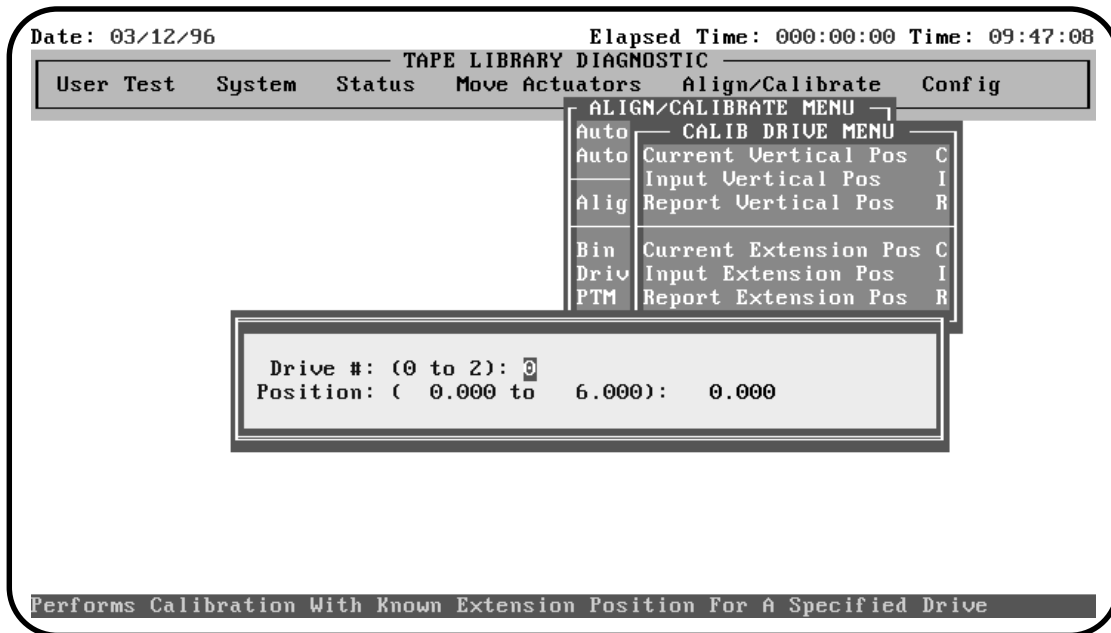 Date: 03/12/96 Elapsed Time: 000:00:00 Time: 09:47:08
TAPE LIBRARY DIAGNOSTIC
User Test System Status Move Actuators Align/Calibrate Config
ALIGN/CALIBRATE MENU
Auto CALIB DRIVE MENU
Auto Current Vertical Pos C
Input Vertical Pos I
Alig Report Vertical Pos R
Bin Current Extension Pos C
Driv Input Extension Pos I
PTM Report Extension Pos R
Drive #: (0 to 2): 0
Position: ( 0.000 to 6.000): 0.000
Performs Calibration With Known Extension Position For A Specified Drive